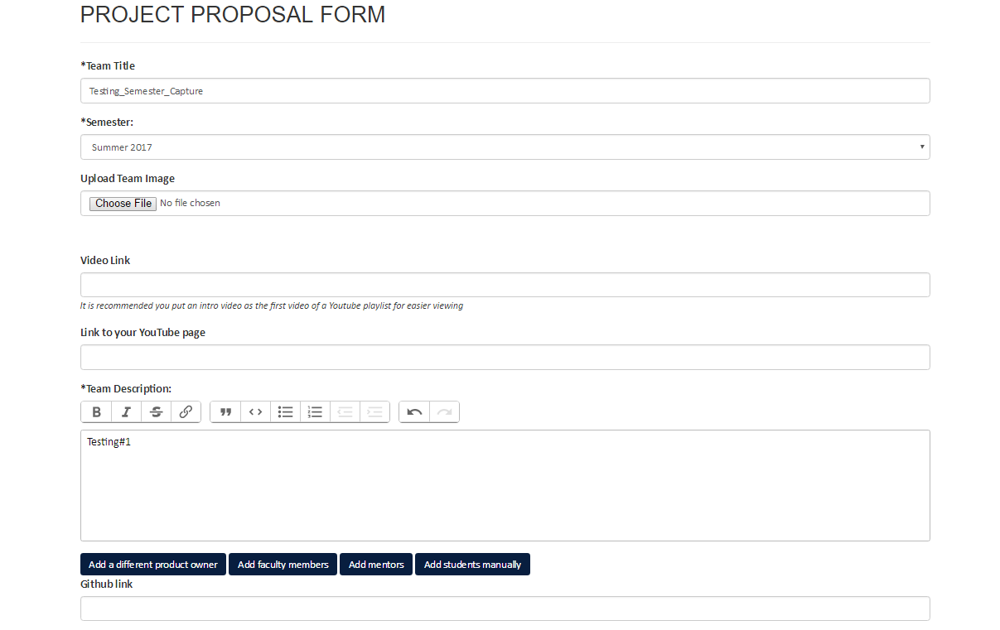 PROJECT PROPOSAL FORM
*Team Title
Testing_Semester_Capture
*Semester:
Summer 2017
Upload Team Image
Choose File No file chosen
Video Link
It is recommended you put an intro video as the first video of a Youtube playlist for easier viewing
Link to your YouTube page
*Team Description:
Testing#1
Add a different product owner Add faculty members Add mentors Add students manually
Github link